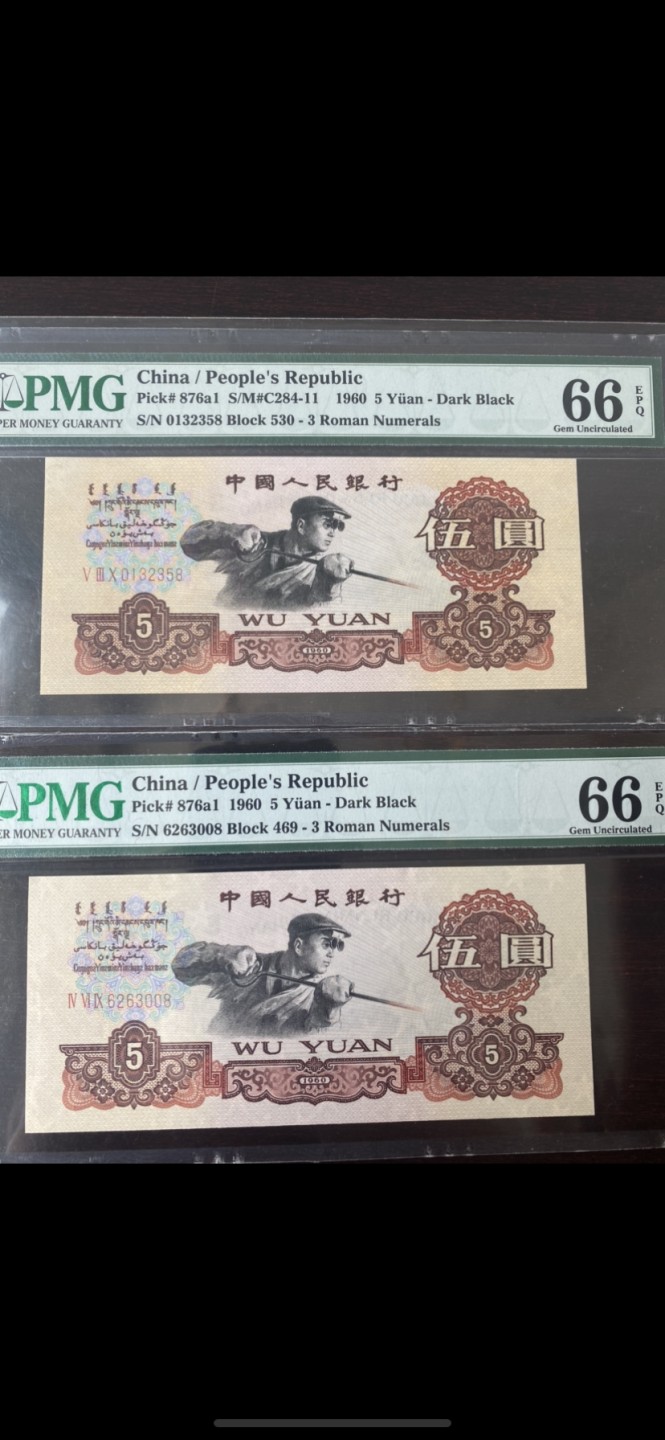 PMG
PER MONEY GUARANTY
China / People's Republic
Pick# 876a1 S/M#C284-11 1960 5 Yüan - Dark Black
S/N 0132358 Block 530 - 3 Roman Numerals
66
EPQ
Gem Uncirculated
中國人民銀行
伍圓
V III X 0132358
WU YUAN
5
1960
5
PMG
ER MONEY GUARANTY
China / People's Republic
Pick# 876a1 1960 5 Yüan - Dark Black
S/N 6263008 Block 469 - 3 Roman Numerals
66
EPQ
Gem Uncirculated
中國人民銀行
伍圓
IV VI IX 6263008
WU YUAN
5
1960
5